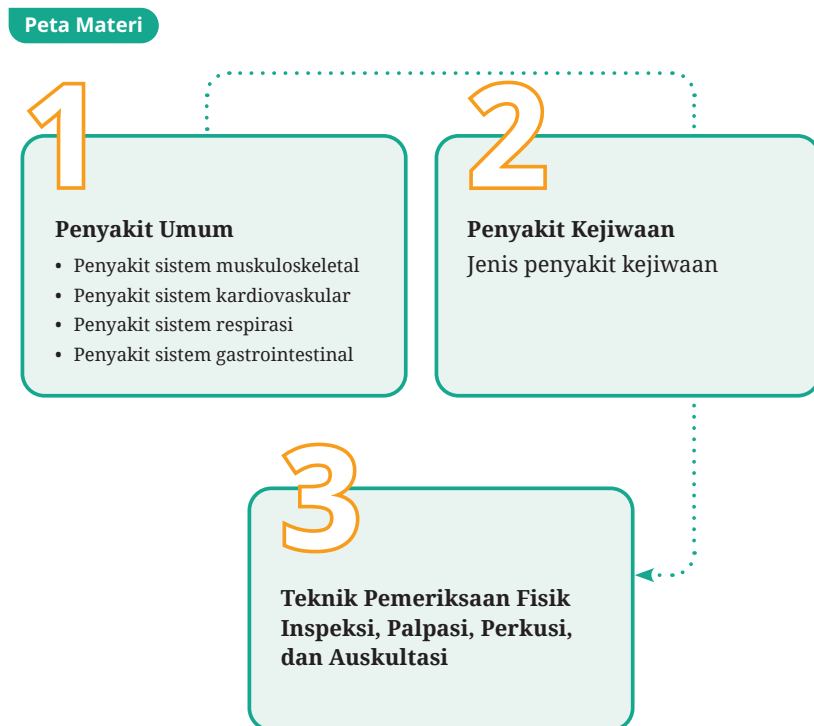 Peta Materi
1
Penyakit Umum
• Penyakit sistem muskuloskeletal
• Penyakit sistem kardiovaskular
• Penyakit sistem respirasi
• Penyakit sistem gastrointestinal
2
Penyakit Kejiwaan
Jenis penyakit kejiwaan
3
Teknik Pemeriksaan Fisik
Inspeksi, Palpasi, Perkusi,
dan Auskultasi